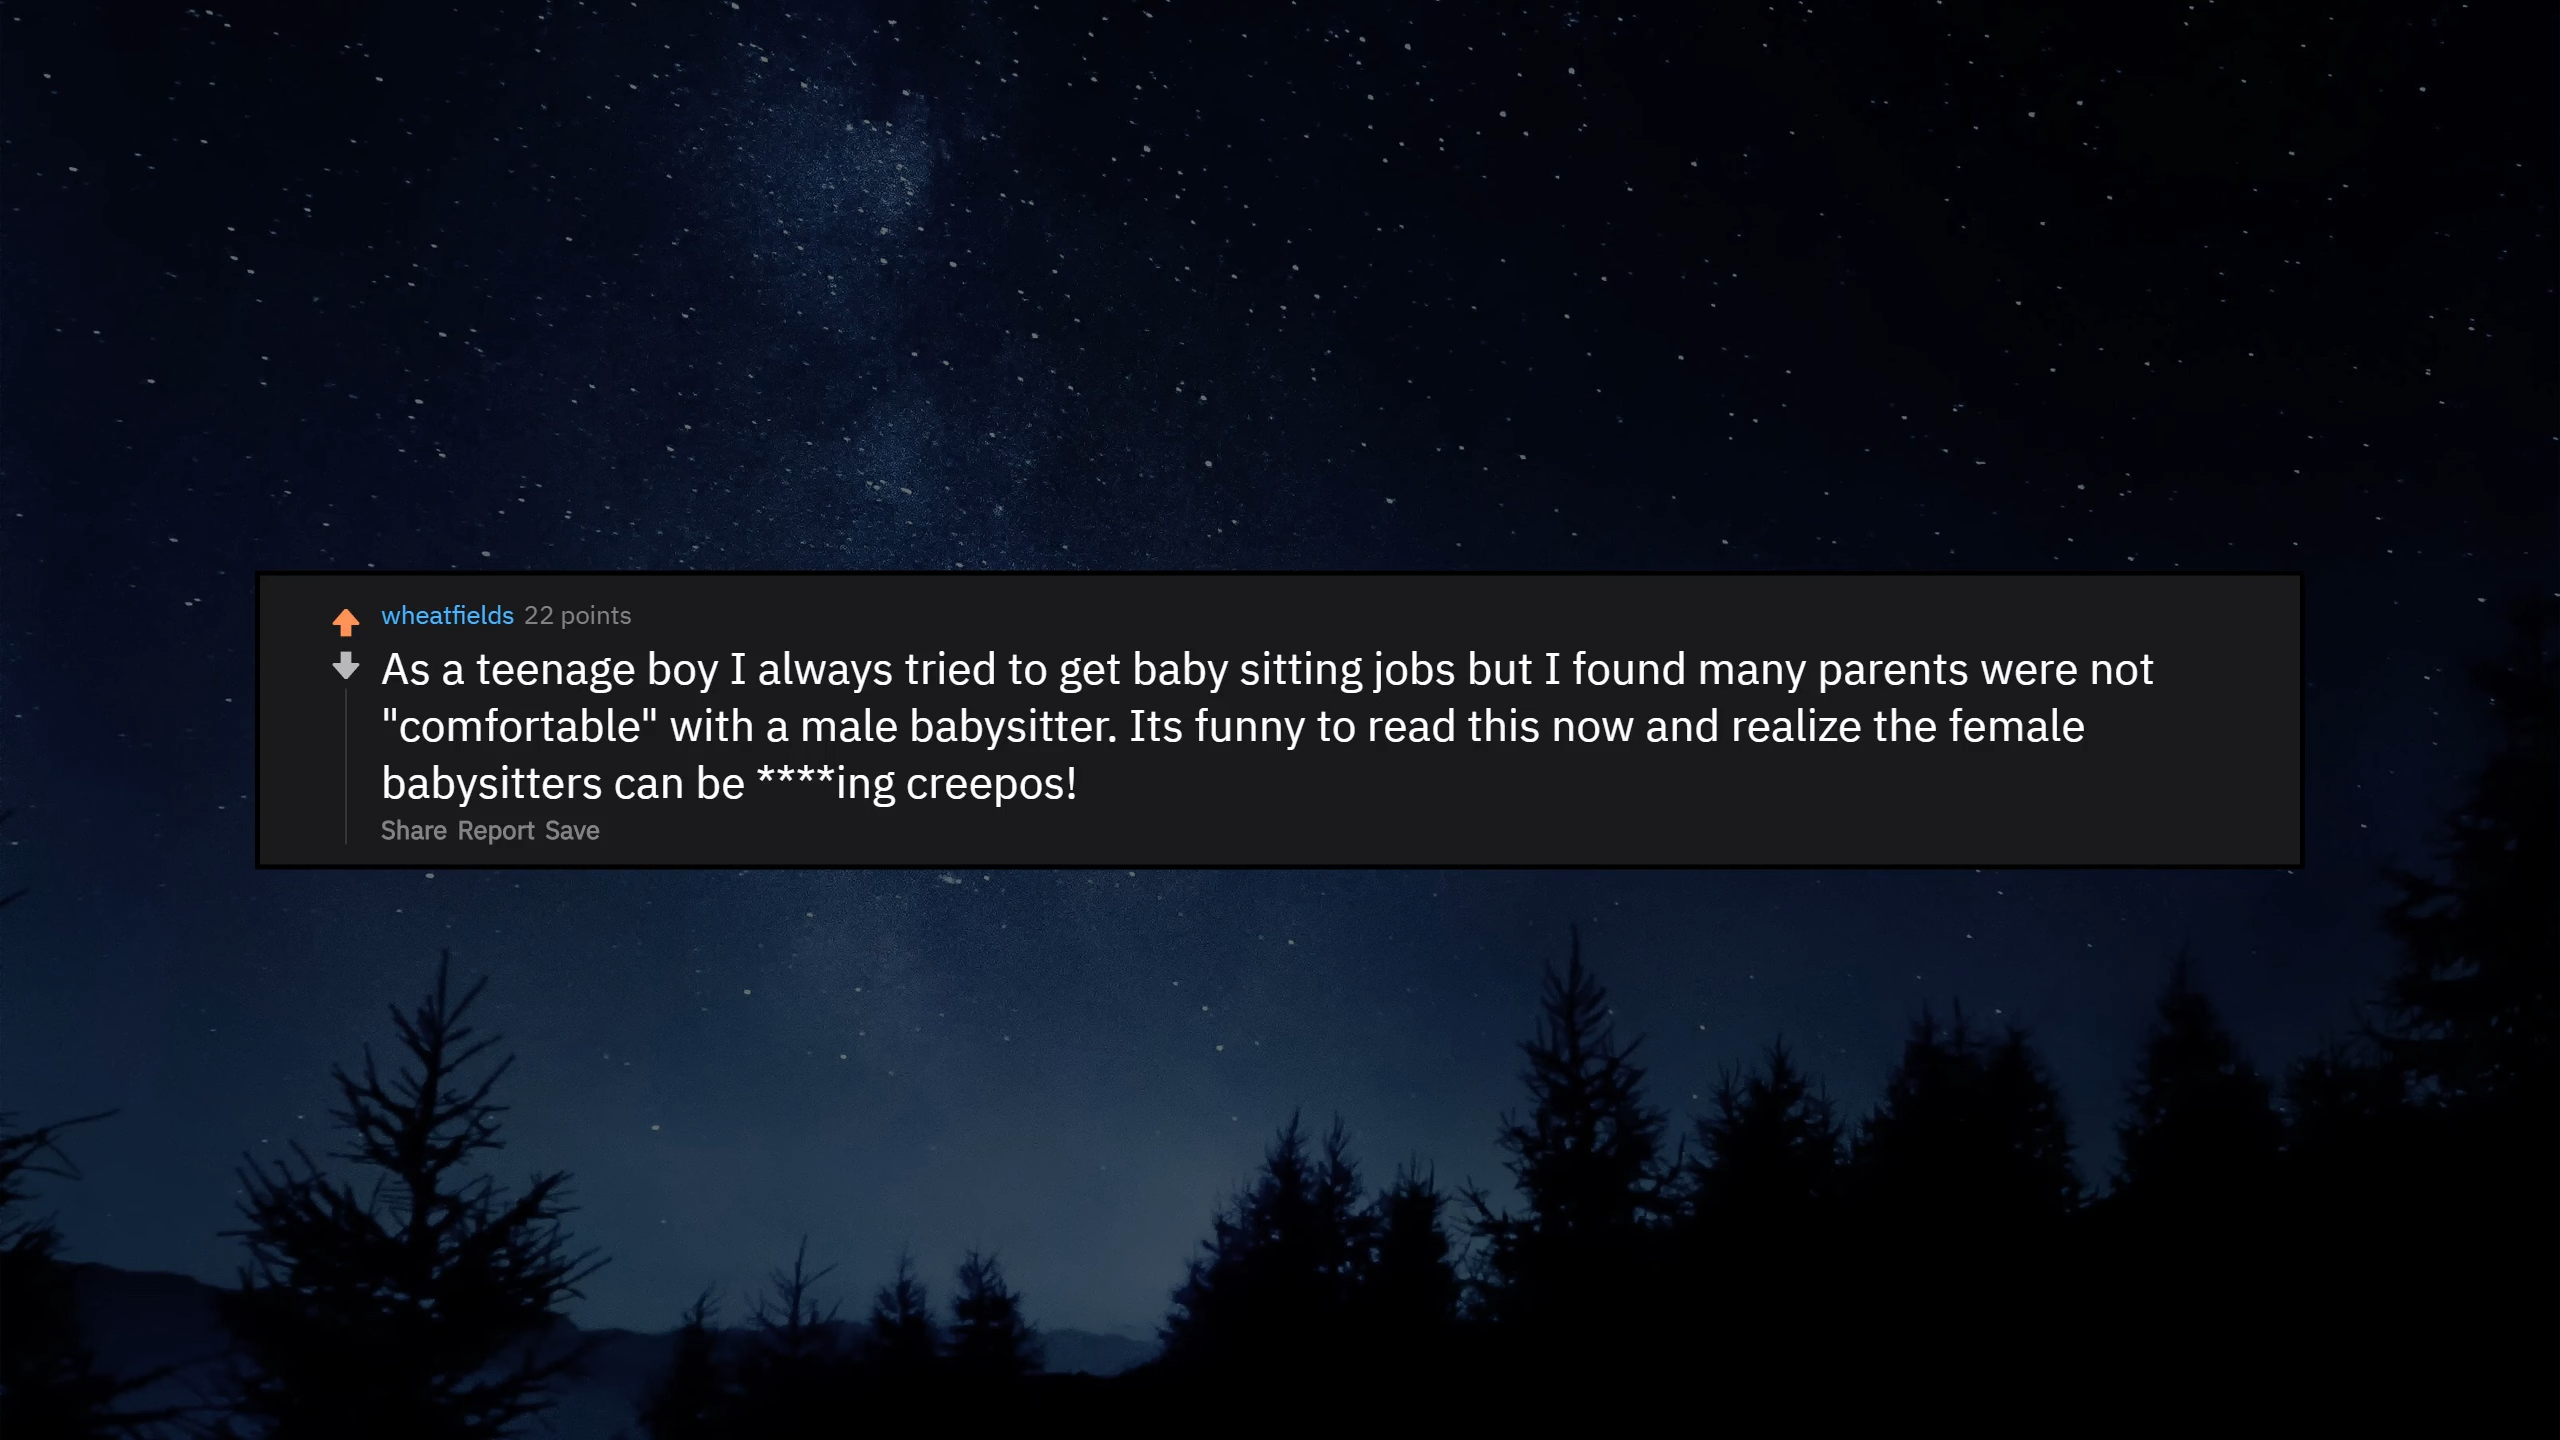 wheatfields 22 points
As a teenage boy I always tried to get baby sitting jobs but I found many parents were not
"comfortable" with a male babysitter. Its funny to read this now and realize the female
babysitters can be ****ing creepos!
Share Report Save